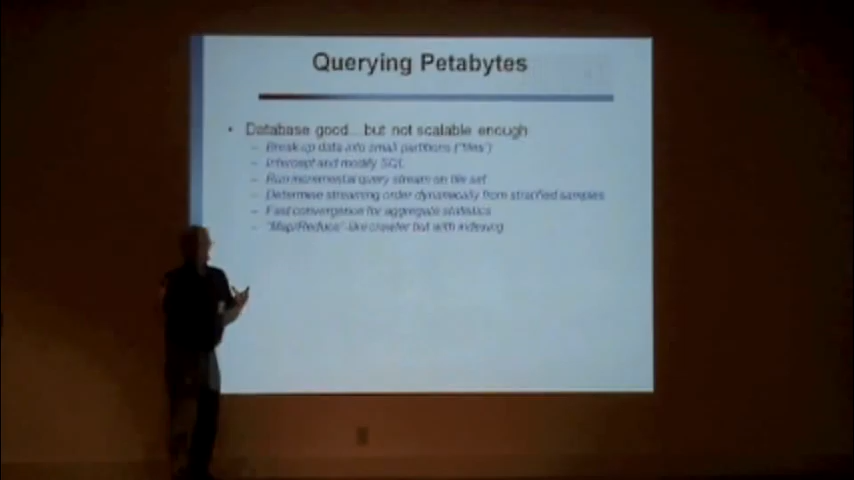 Querying Petabytes
• Database good... but not scalable enough
– Break up data into small partitions ("tiles")
– Intercept and modify SQL
– Run incremental query stream on tile set
– Determine streaming order dynamically from stratified samples
– Fast convergence for aggregate statistics
– "Map/Reduce"-like crawler but with indexing